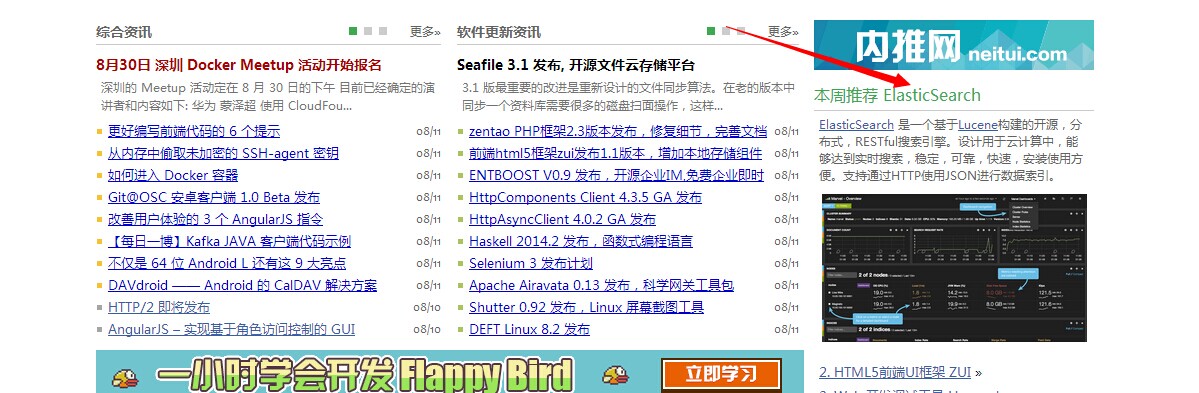 综合资讯
更多»
8月30日 深圳 Docker Meetup 活动开始报名
深圳的 Meetup 活动定在 8 月 30 日的下午 目前已经确定的演
讲者和内容如下: 华为 蒙泽超 使用 CloudFou...
更好编写前端代码的 6 个提示 08/11
从内存中偷取未加密的 SSH-agent 密钥 08/11
如何进入 Docker 容器 08/11
Git@OSC 安卓客户端 1.0 Beta 发布 08/11
改善用户体验的 3 个 AngularJS 指令 08/11
【每日一博】Kafka JAVA 客户端代码示例 08/11
不仅是 64 位 Android L 还有这 9 大亮点 08/11
DAVdroid —— Android 的 CalDAV 解决方案 08/11
HTTP/2 即将发布 08/11
AngularJS – 实现基于角色访问控制的 GUI 08/10
软件更新资讯
更多»
Seafile 3.1 发布, 开源文件云存储平台
3.1 版最重要的改进是重新设计的文件同步算法。在老的版本中
同步一个资料库需要很多的磁盘扫面操作，这样...
zentao PHP框架2.3版本发布，修复细节，完善文档 08/11
前端html5框架zui发布1.1版本，增加本地存储组件 08/11
ENTBOOST V0.9 发布，开源企业IM,免费企业即时 08/11
HttpComponents Client 4.3.5 GA 发布 08/11
HttpAsyncClient 4.0.2 GA 发布 08/11
Haskell 2014.2 发布，函数式编程语言 08/11
Selenium 3 发布计划 08/11
Apache Airavata 0.13 发布，科学网关工具包 08/11
Shutter 0.92 发布，Linux 屏幕截图工具 08/11
DEFT Linux 8.2 发布 08/11
一小时学会开发 Flappy Bird
立即学习
内推网 neitui.com
本周推荐 ElasticSearch
ElasticSearch 是一个基于Lucene构建的开源，分
布式，RESTful搜索引擎。设计用于云计算中，能
够达到实时搜索，稳定，可靠，快速，安装使用方
便。支持通过HTTP使用JSON进行数据索引。
2 of 2 nodes
2 of 2 indices
2. HTML5前端UI框架 ZUI »